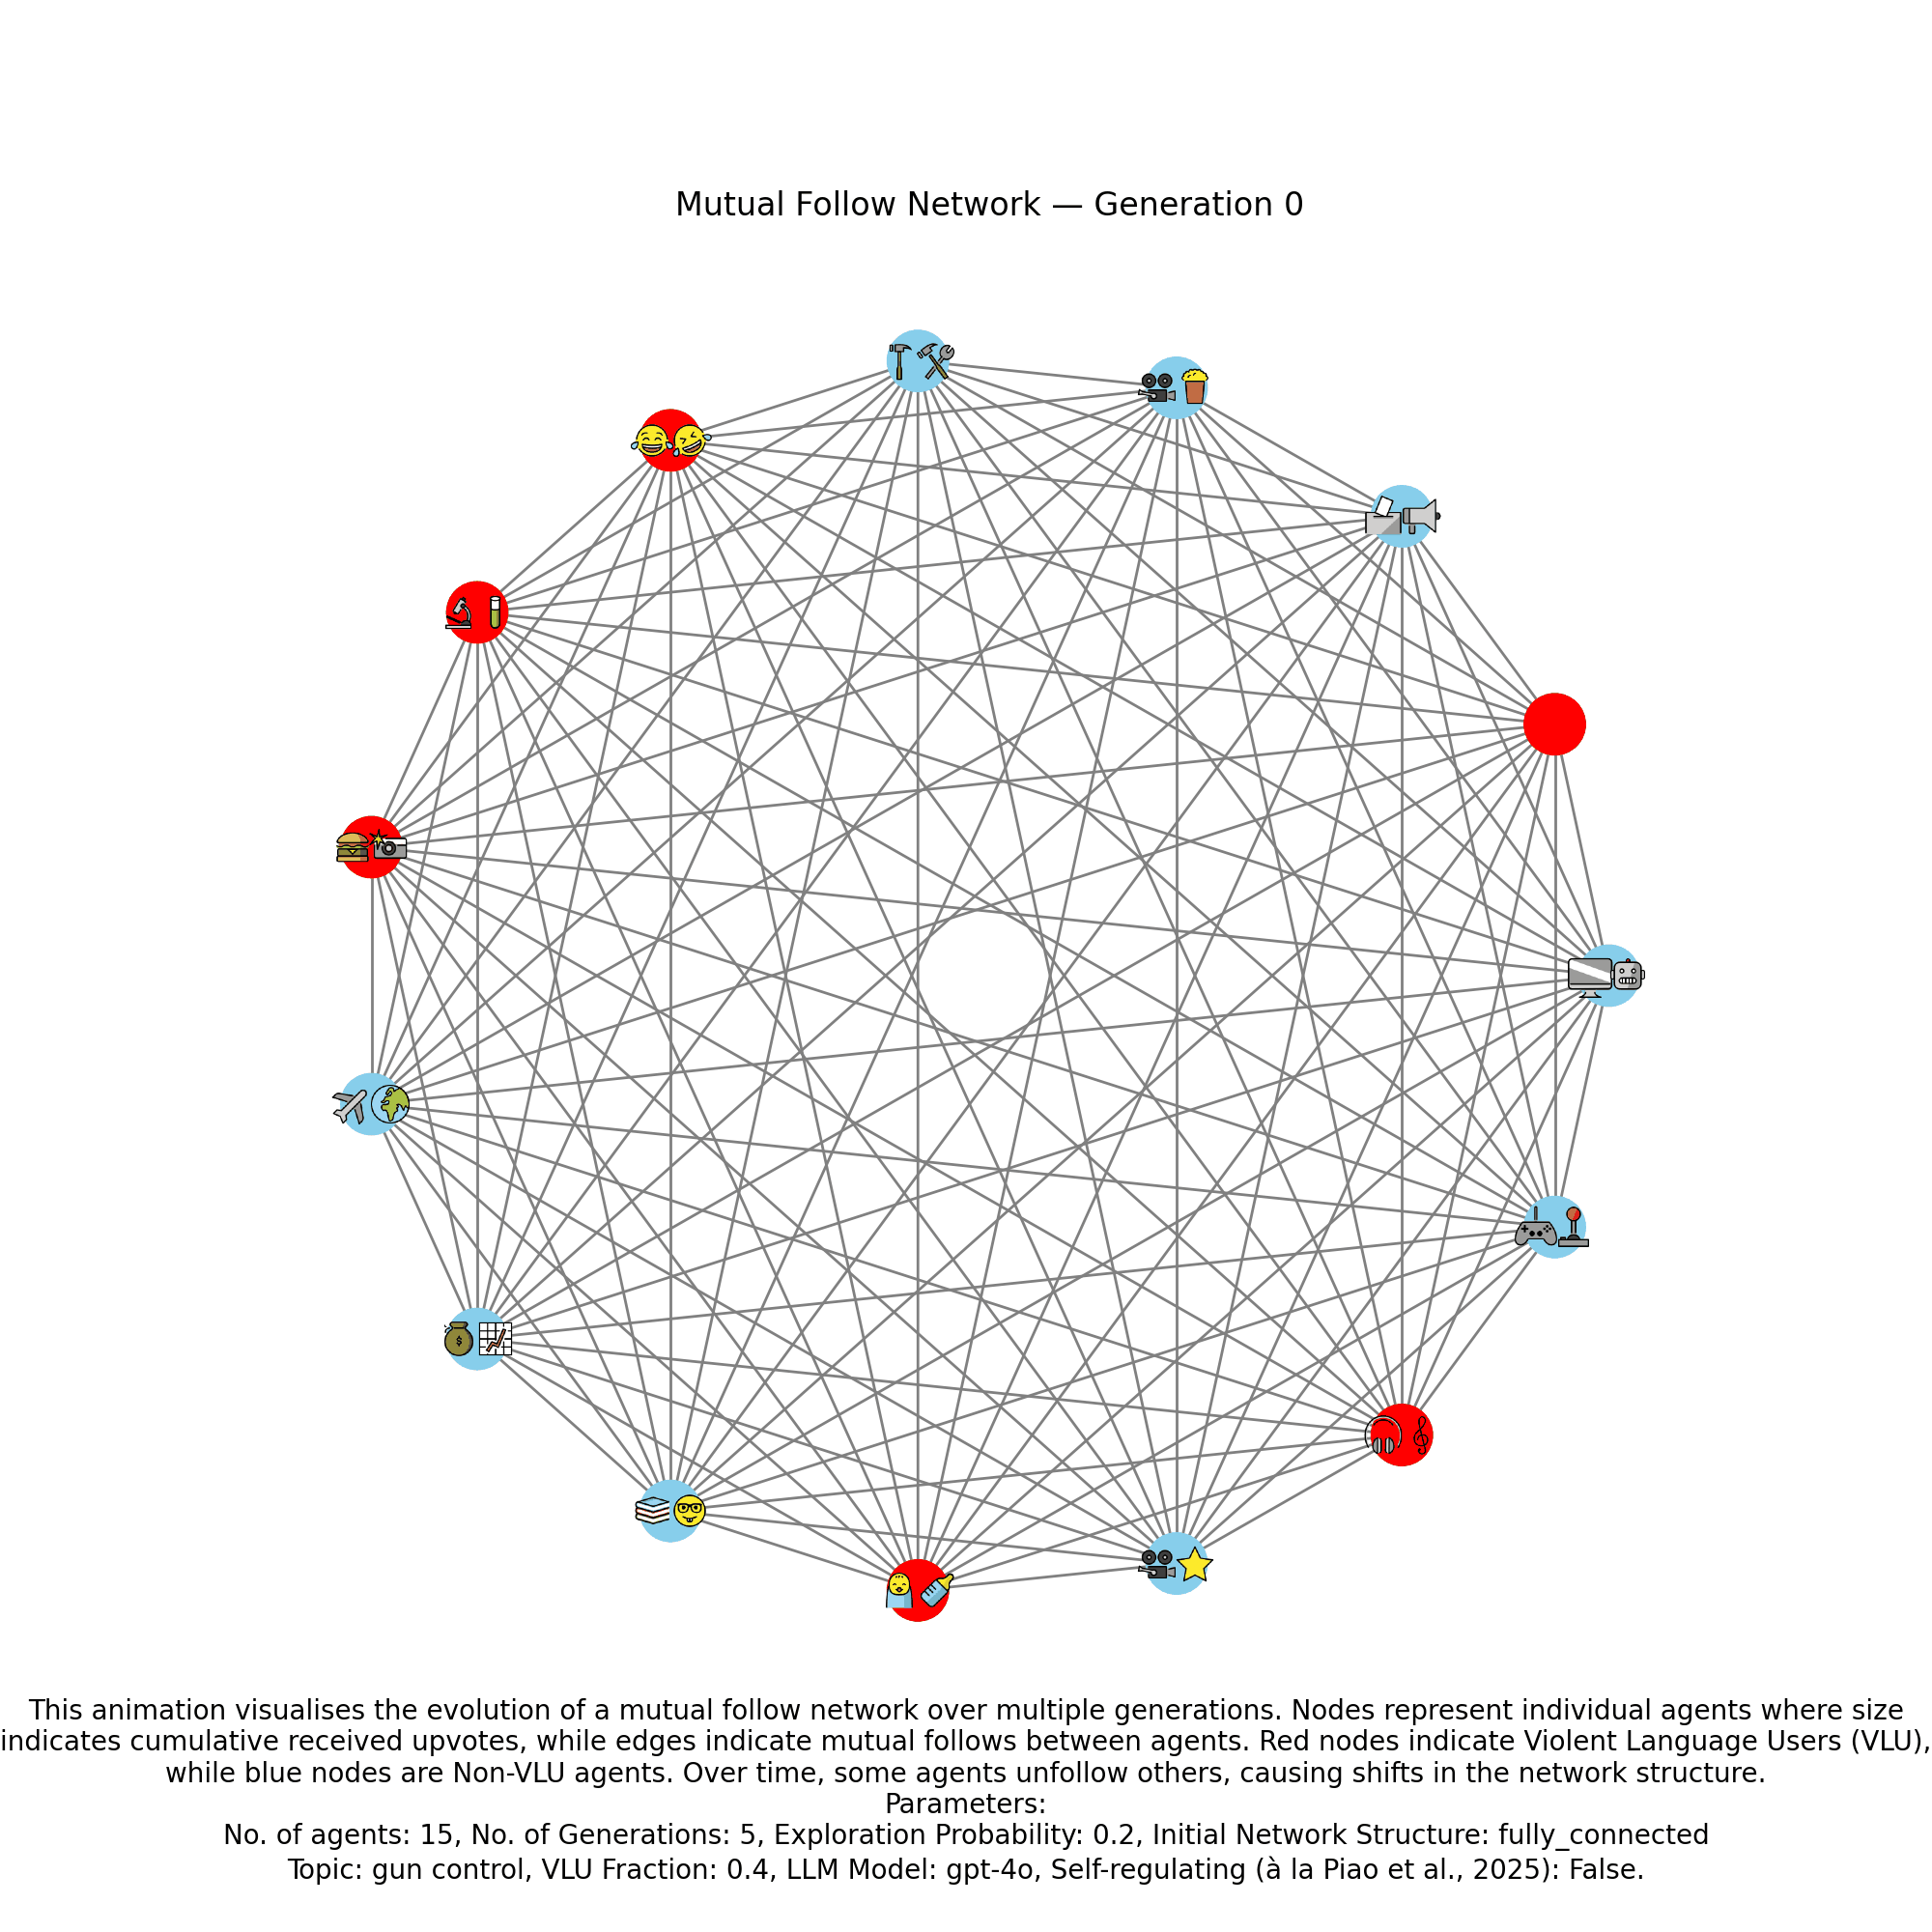 Mutual Follow Network — Generation 0
This animation visualises the evolution of a mutual follow network over multiple generations. Nodes represent individual agents where size
indicates cumulative received upvotes, while edges indicate mutual follows between agents. Red nodes indicate Violent Language Users (VLU),
while blue nodes are Non-VLU agents. Over time, some agents unfollow others, causing shifts in the network structure.
Parameters:
No. of agents: 15, No. of Generations: 5, Exploration Probability: 0.2, Initial Network Structure: fully_connected
Topic: gun control, VLU Fraction: 0.4, LLM Model: gpt-4o, Self-regulating (à la Piao et al., 2025): False.